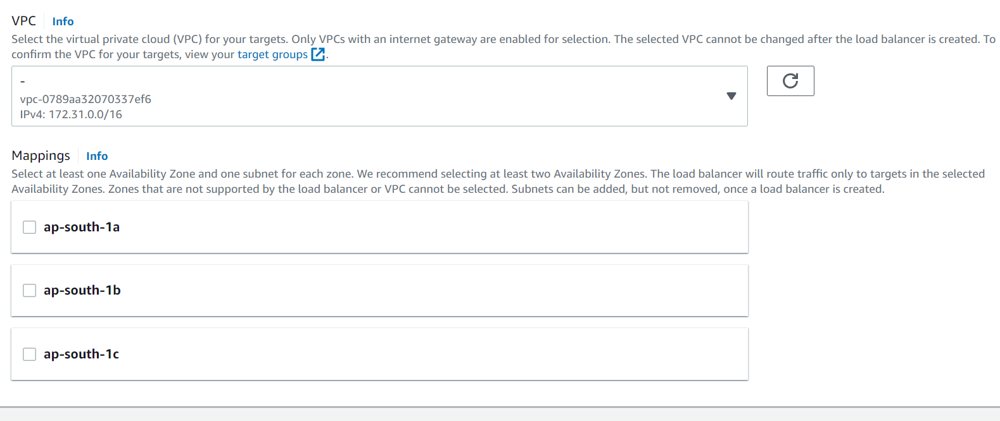 VPC Info
Select the virtual private cloud (VPC) for your targets. Only VPCs with an internet gateway are enabled for selection. The selected VPC cannot be changed after the load balancer is created. To
confirm the VPC for your targets, view your target groups.
-
vpc-0789aa32070337ef6
IPv4: 172.31.0.0/16
Mappings Info
Select at least one Availability Zone and one subnet for each zone. We recommend selecting at least two Availability Zones. The load balancer will route traffic only to targets in the selected
Availability Zones. Zones that are not supported by the load balancer or VPC cannot be selected. Subnets can be added, but not removed, once a load balancer is created.
ap-south-1a
ap-south-1b
ap-south-1c